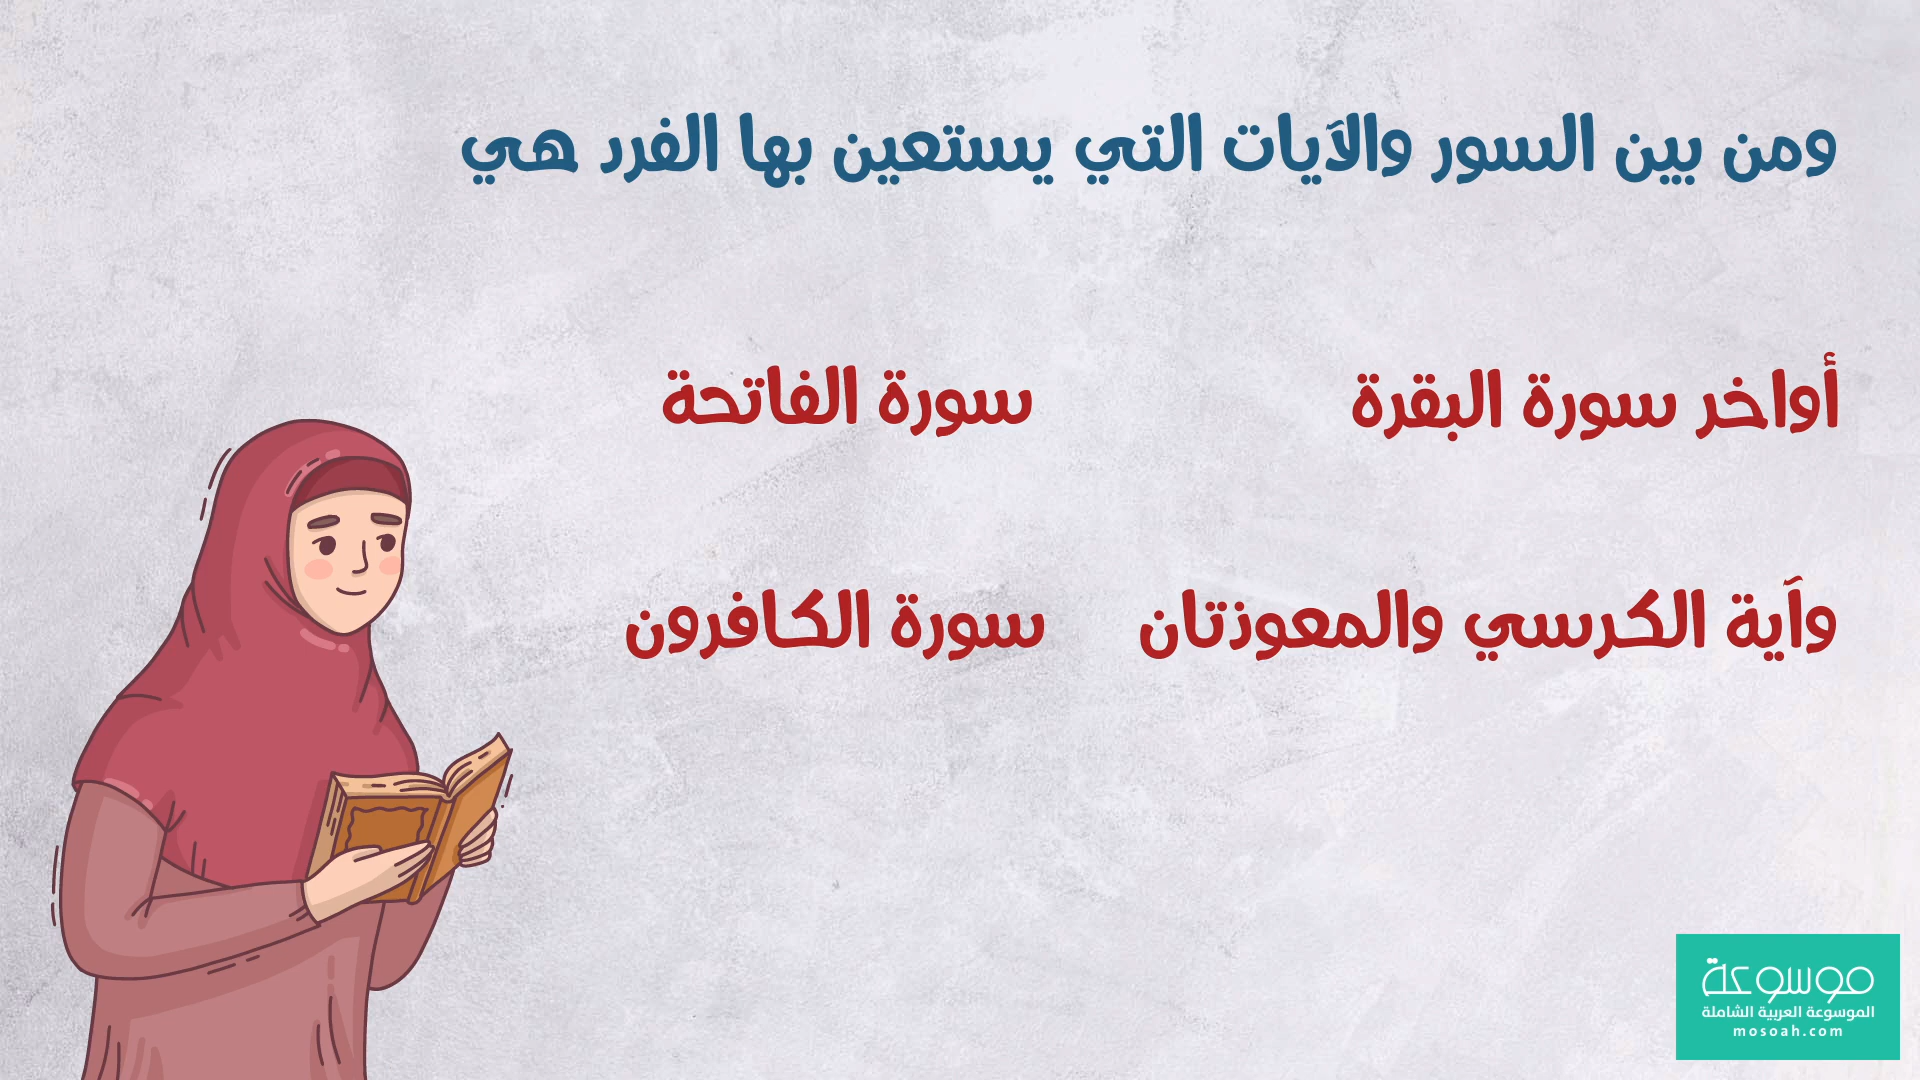 ومن بين السور والآيات التي يستعين بها الفرد هي
أواخر سورة البقرة
سورة الفاتحة
وآية الكرسي والمعوذتان
سورة الكافرون
موسوعة
الموسوعة العربية الشاملة
mosoah.com